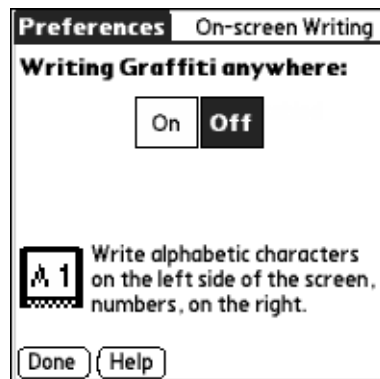 Preferences On-screen Writing
Writing Graffiti anywhere:
On Off
A 1
Write alphabetic characters
on the left side of the screen,
numbers, on the right.
Done Help